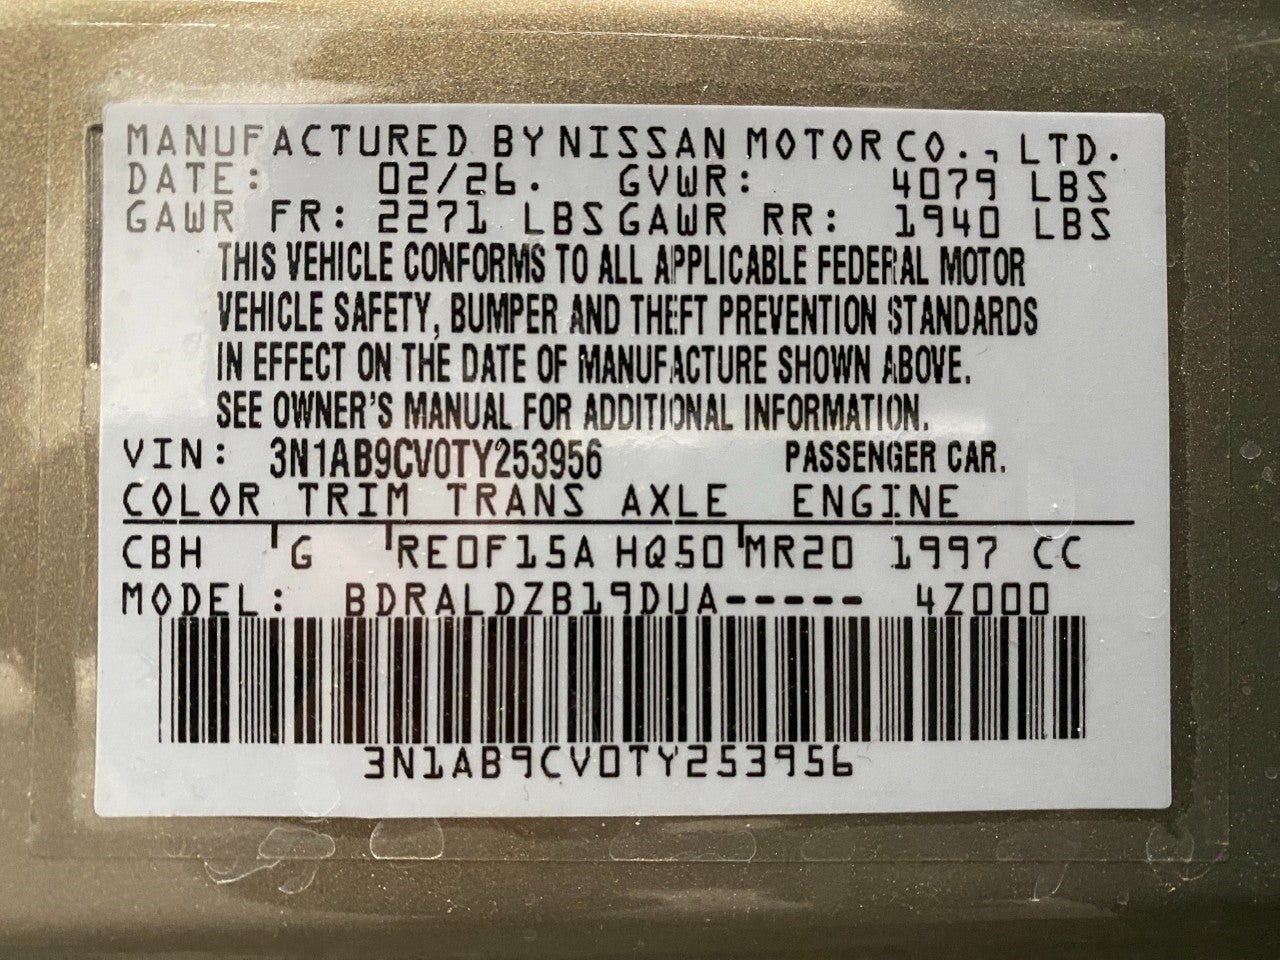 MANUFACTURED BY NISSAN MOTOR CO., LTD.
DATE: 02/26. GVWR: 4079 LBS
GAWR FR: 2271 LBS GAWR RR: 1940 LBS
THIS VEHICLE CONFORMS TO ALL APPLICABLE FEDERAL MOTOR
VEHICLE SAFETY, BUMPER AND THEFT PREVENTION STANDARDS
IN EFFECT ON THE DATE OF MANUFACTURE SHOWN ABOVE.
SEE OWNER'S MANUAL FOR ADDITIONAL INFORMATION.
VIN: 3N1AB9CV0TY253956 PASSENGER CAR.
COLOR TRIM TRANS AXLE ENGINE
CBH G RE0F15A HQ50 MR20 1997 CC
MODEL: BDRALDZB19DUA----- 4Z000
3N1AB9CV0TY253956